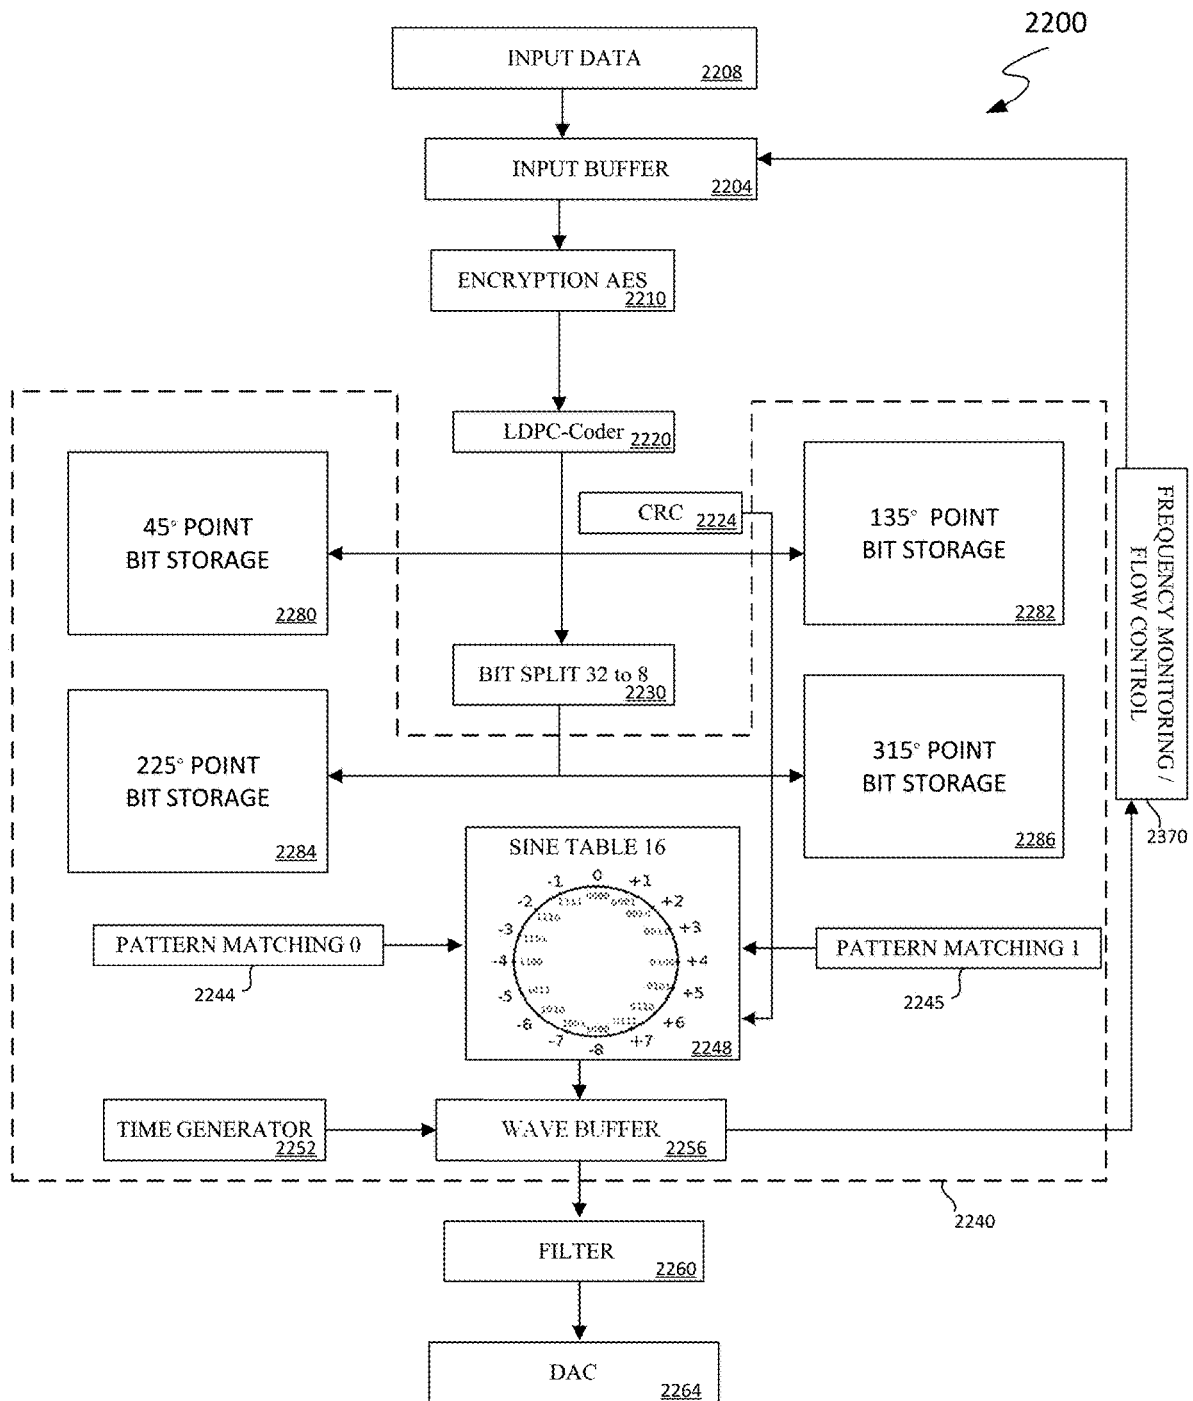 2200
INPUT DATA
2208
INPUT BUFFER
2204
ENCRYPTION AES
2210
LDPC-Coder
2220
CRC
2224
45° POINT
BIT STORAGE
2280
135° POINT
BIT STORAGE
2282
FREQUENCY MONITORING /
FLOW CONTROL
2370
BIT SPLIT 32 to 8
2230
225° POINT
BIT STORAGE
2284
315° POINT
BIT STORAGE
2286
SINE TABLE 16
0
+1
+2
+3
+4
+5
+6
+7
-8
-7
-6
-5
-4
-3
-2
-1
2248
PATTERN MATCHING 0
2244
PATTERN MATCHING 1
2245
TIME GENERATOR
2252
WAVE BUFFER
2256
2240
FILTER
2260
DAC
2264